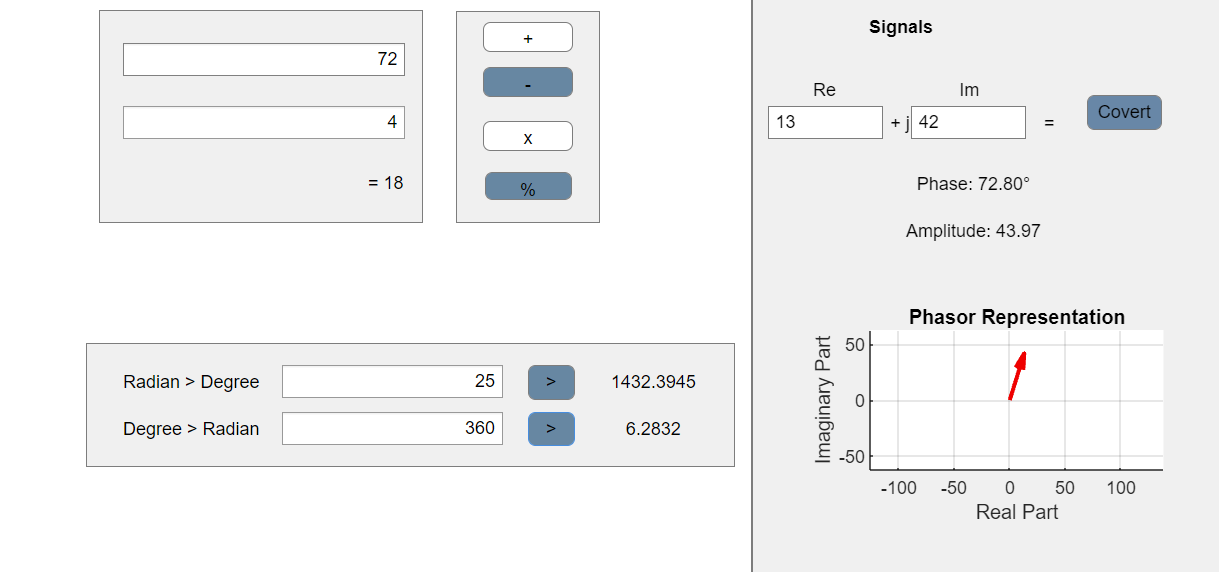 72
4
= 18
+
-
x
%
Radian > Degree 25 > 1432.3945
Degree > Radian 360 > 6.2832
Signals
Re Im
13 + j 42 = Covert
Phase: 72.80°
Amplitude: 43.97
Phasor Representation
Imaginary Part
50
0
-50
-100 -50 0 50 100
Real Part